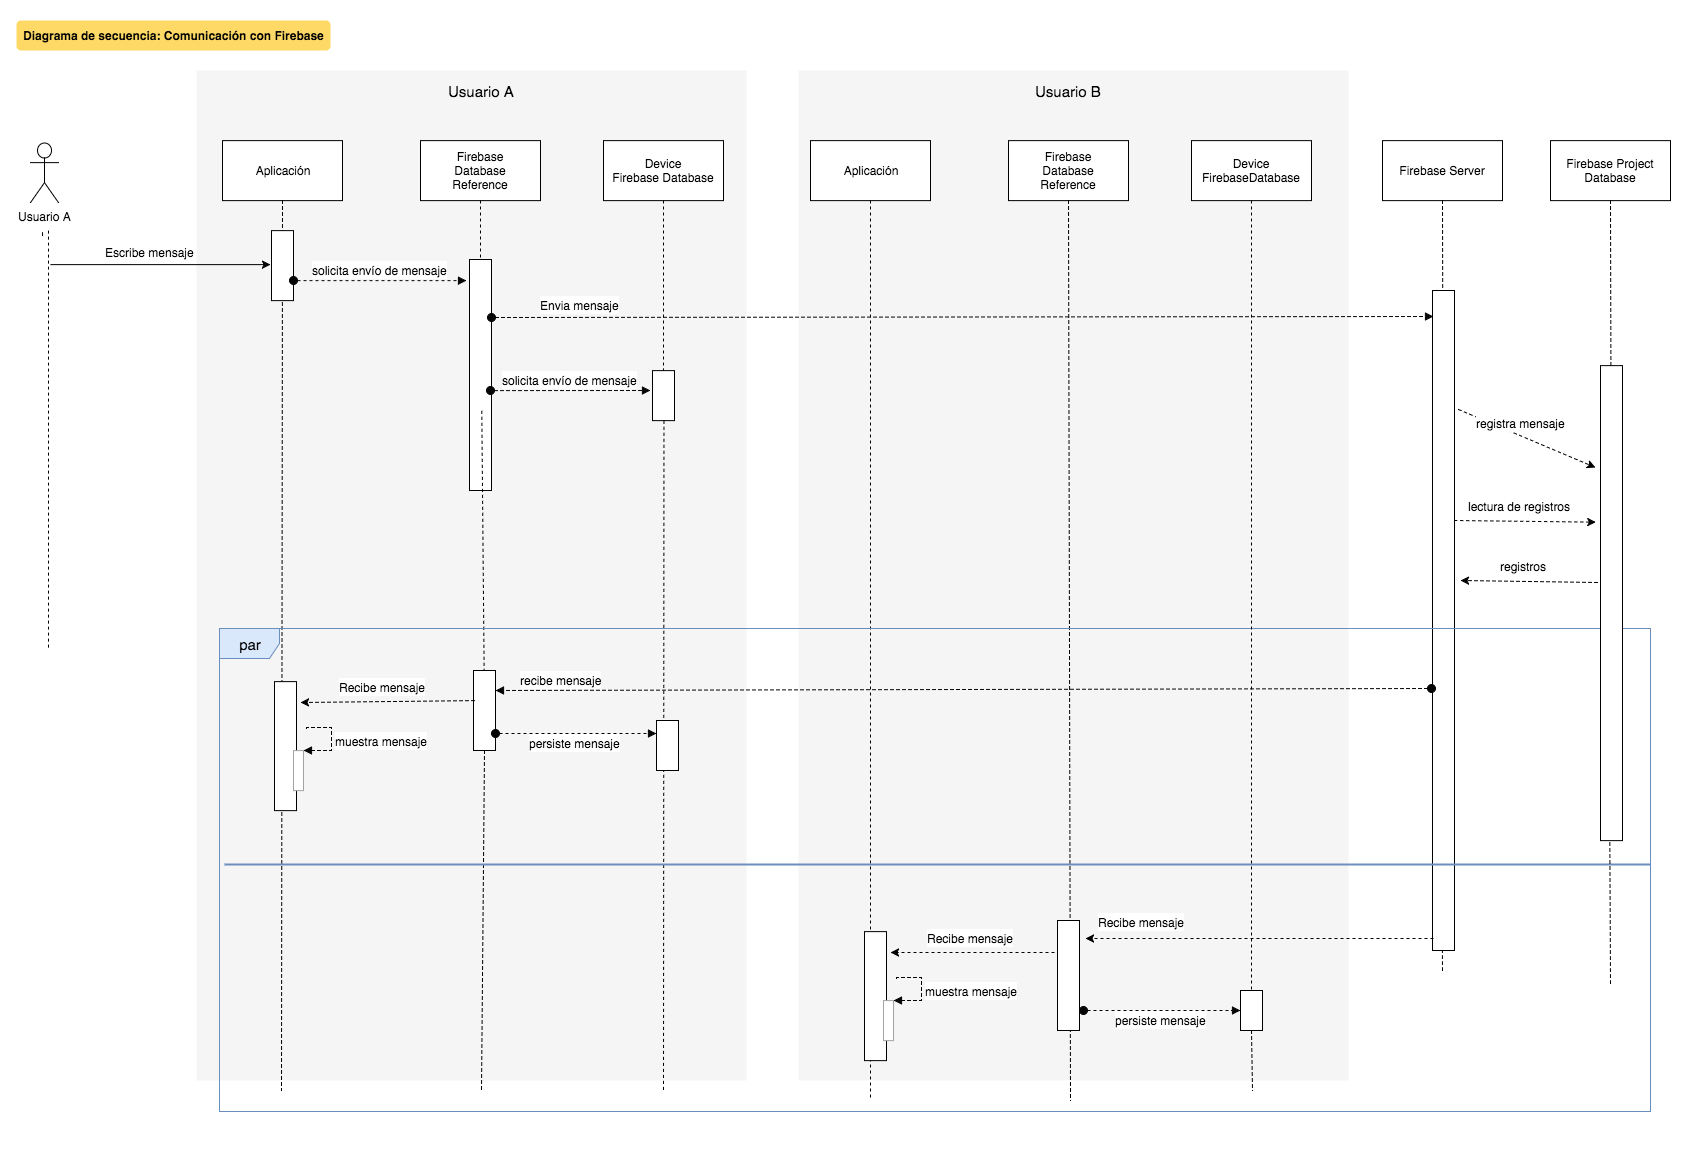 Diagrama de secuencia: Comunicación con Firebase
Usuario A
Usuario B
Usuario A
Aplicación
Firebase
Database
Reference
Device
Firebase Database
Aplicación
Firebase
Database
Reference
Device
FirebaseDatabase
Firebase Server
Firebase Project
Database
Escribe mensaje
solicita envío de mensaje
Envia mensaje
solicita envío de mensaje
registra mensaje
lectura de registros
registros
par
recibe mensaje
Recibe mensaje
muestra mensaje
persiste mensaje
Recibe mensaje
Recibe mensaje
muestra mensaje
persiste mensaje